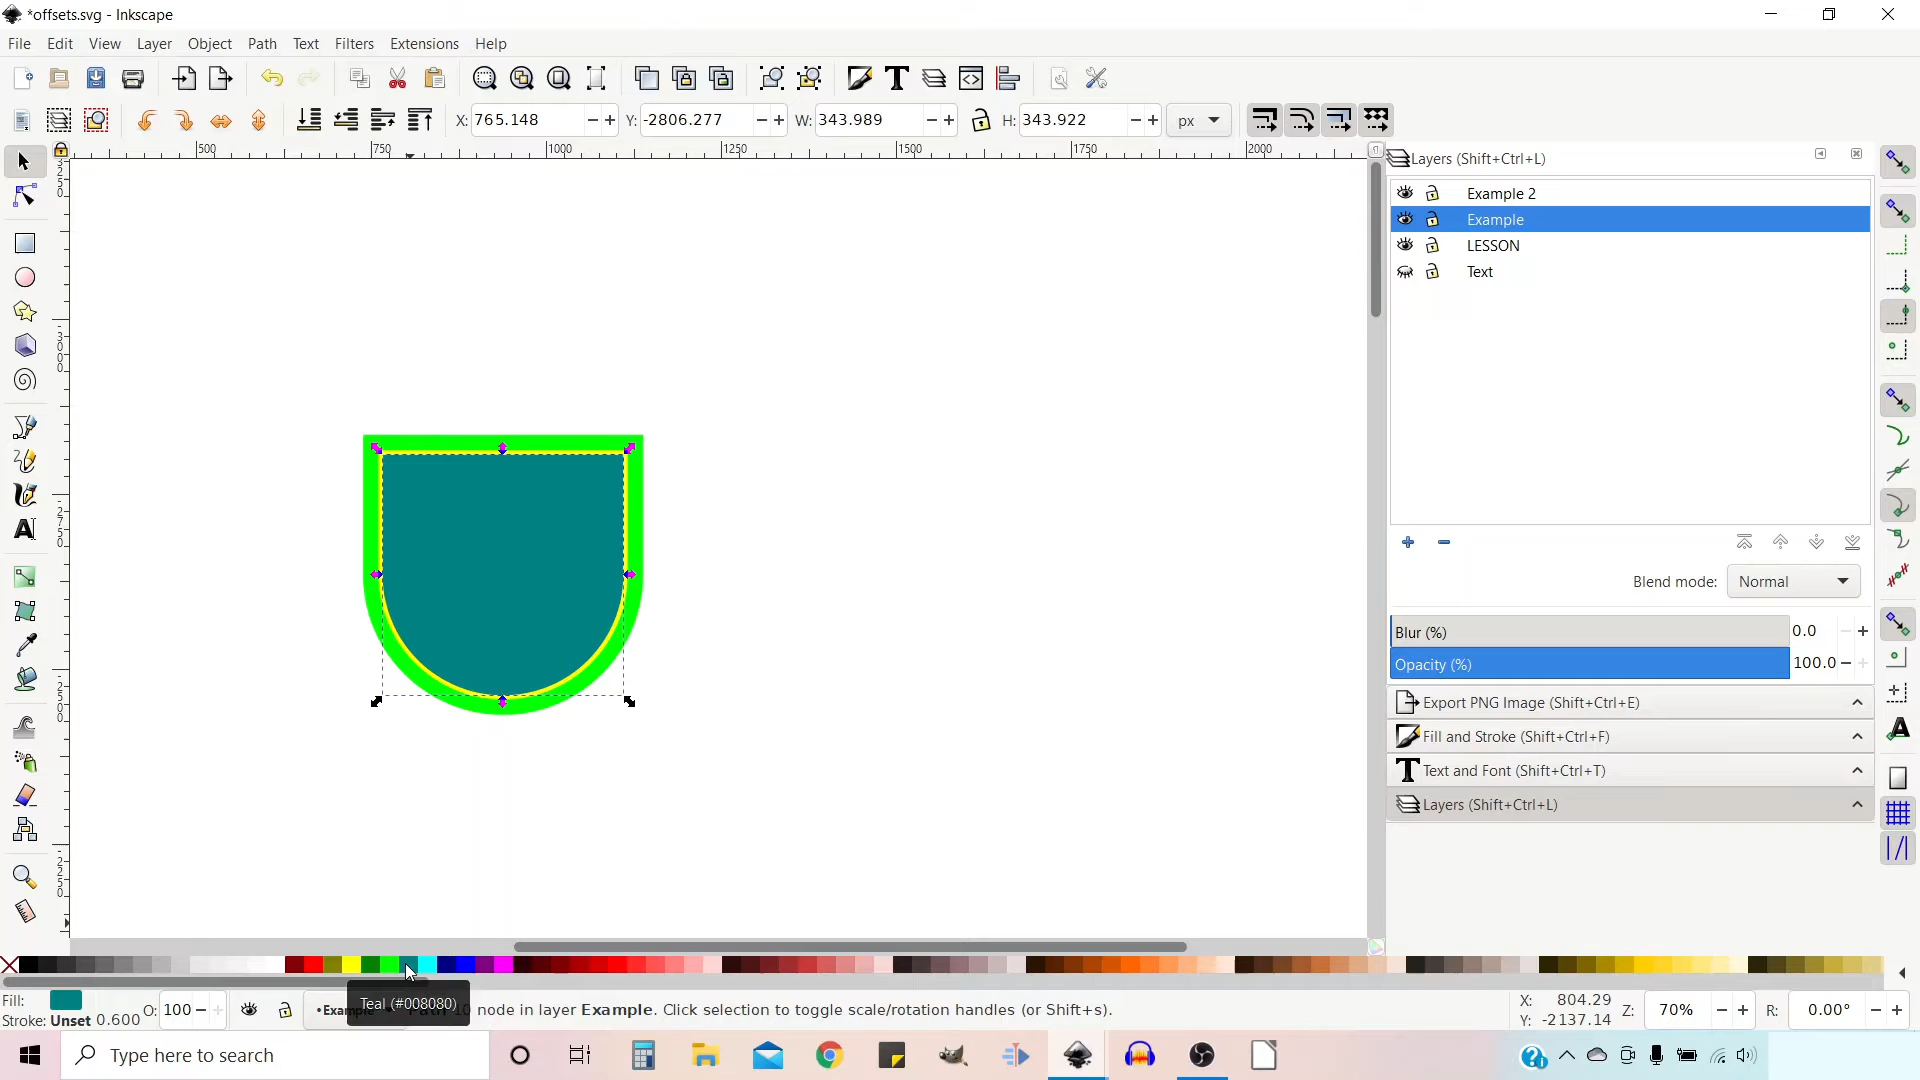 *offsets.svg - Inkscape
File Edit View Layer Object Path Text Filters Extensions Help
X: 765.148 Y: -2806.277 W: 343.989 H: 343.922 px
500 750 1000 1250 1500 1750 2000
Layers (Shift+Ctrl+L)
Example 2
Example
LESSON
Text
Blend mode: Normal
Blur (%) 0.0
Opacity (%) 100.0
Export PNG Image (Shift+Ctrl+E)
Fill and Stroke (Shift+Ctrl+F)
Text and Font (Shift+Ctrl+T)
Layers (Shift+Ctrl+L)
Teal (#008080)
Fill:
Stroke: Unset 0.600 O: 100
node in layer Example. Click selection to toggle scale/rotation handles (or Shift+s).
X: 804.29
Y: -2137.14
Z: 70% R: 0.00°
Type here to search